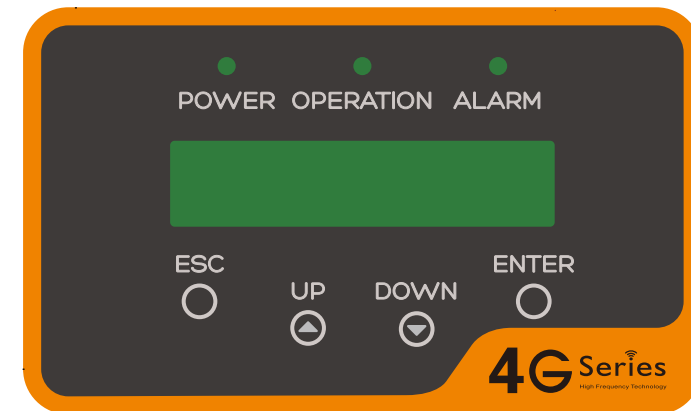 POWER OPERATION ALARM
ESC ENTER
UP DOWN
4G Series
High Frequency Technology